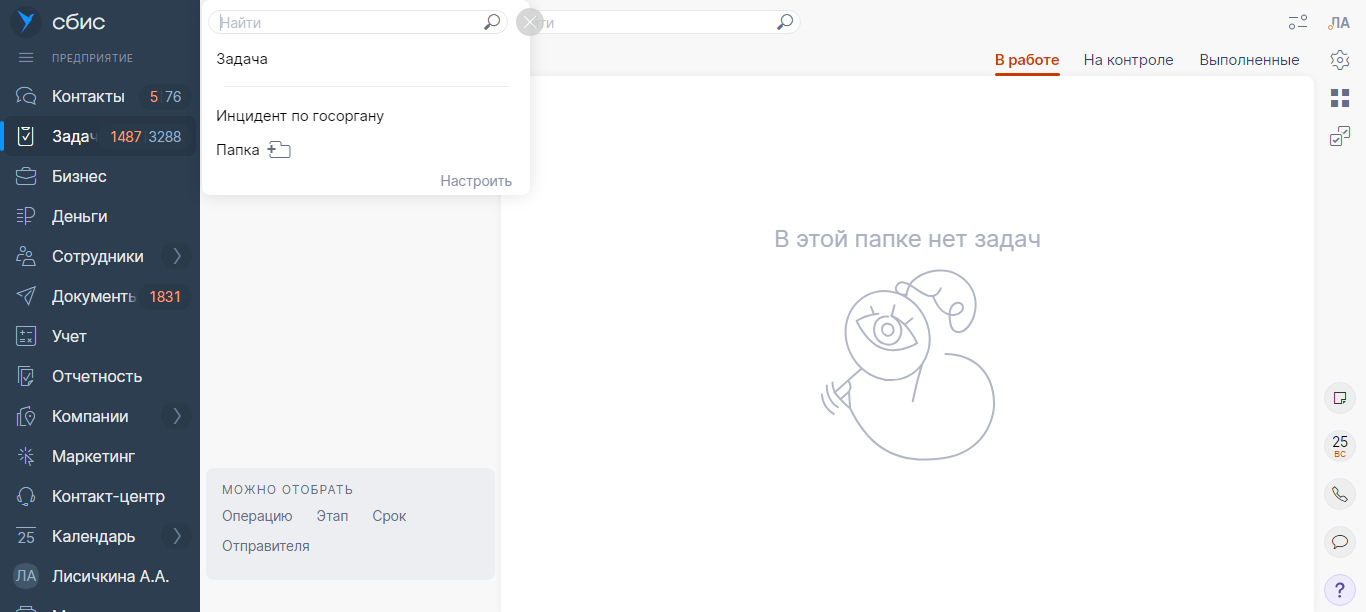 сбис
ПРЕДПРИЯТИЕ
Контакты 5 76
Задач 1487 3288
Бизнес
Деньги
Сотрудники
Документы 1831
Учет
Отчетность
Компании
Маркетинг
Контакт-центр
25 Календарь
ЛА Лисичкина А.А.
Найти
Задача
Инцидент по госоргану
Папка
Настроить
МОЖНО ОТОБРАТЬ
Операцию Этап Срок
Отправителя
ти
В работе На контроле Выполненные
В этой папке нет задач
ЛА
25
ВС
?